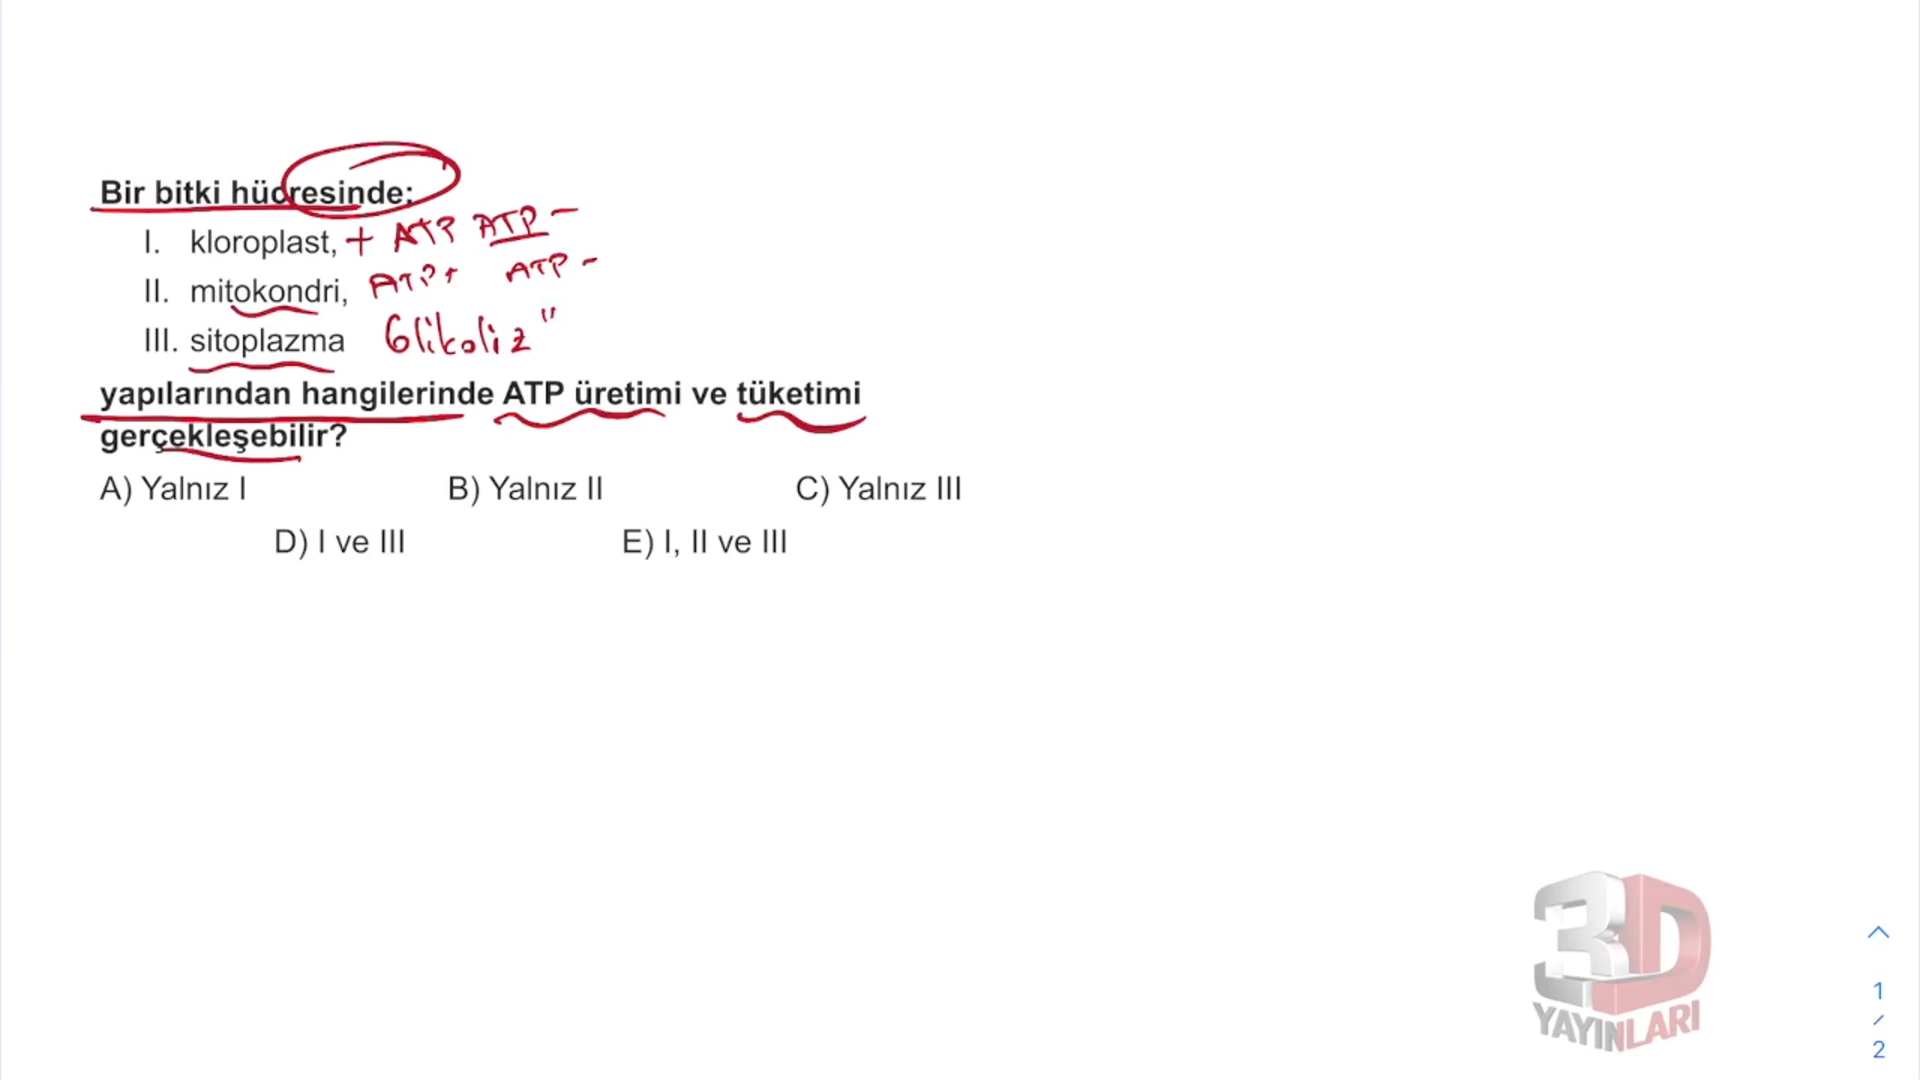 Bir bitki hücresinde;
I. kloroplast, + ATP ATP -
II. mitokondri, ATP+ ATP -
III. sitoplazma Glikoliz "
yapılarından hangilerinde ATP üretimi ve tüketimi
gerçekleşebilir?
A) Yalnız I B) Yalnız II C) Yalnız III
D) I ve III E) I, II ve III
3D
YAYINLARI
1
/
2